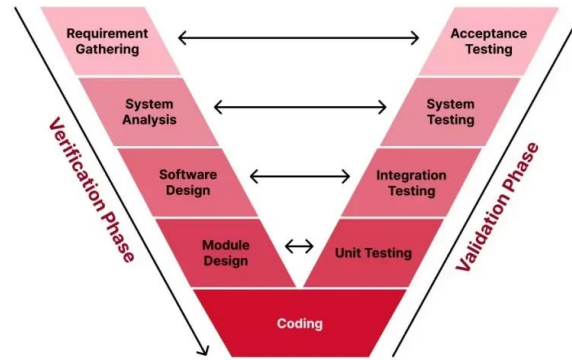 Requirement
Gathering
Acceptance
Testing
System
Analysis
System
Testing
Software
Design
Integration
Testing
Module
Design
Unit Testing
Coding
Verification Phase
Validation Phase